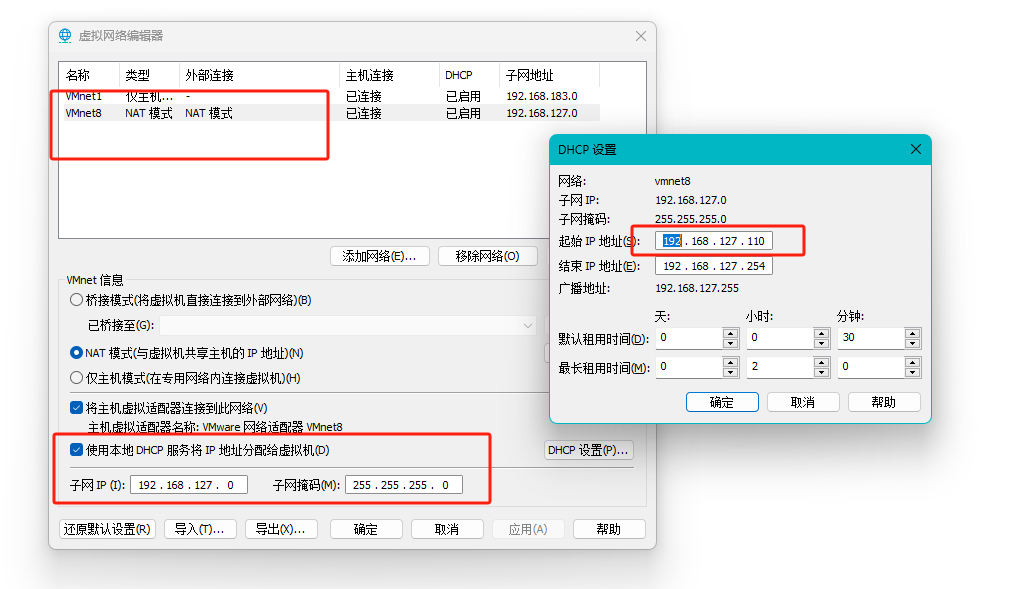 虚拟网络编辑器
名称 类型 外部连接 主机连接 DHCP 子网地址
VMnet1 仅主机... - 已连接 已启用 192.168.183.0
VMnet8 NAT 模式 NAT 模式 已连接 已启用 192.168.127.0
添加网络(E)... 移除网络(O)
VMnet 信息
桥接模式(将虚拟机直接连接到外部网络)(B)
已桥接至(G):
NAT 模式(与虚拟机共享主机的 IP 地址)(N)
仅主机模式(在专用网络内连接虚拟机)(H)
将主机虚拟适配器连接到此网络(V)
主机虚拟适配器名称: VMware 网络适配器 VMnet8
使用本地 DHCP 服务将 IP 地址分配给虚拟机(D) DHCP 设置(P)...
子网 IP (I): 192 . 168 . 127 . 0 子网掩码(M): 255 . 255 . 255 . 0
还原默认设置(R) 导入(T)... 导出(X)... 确定 取消 应用(A) 帮助
DHCP 设置
网络: vmnet8
子网 IP: 192.168.127.0
子网掩码: 255.255.255.0
起始 IP 地址(S): 192 . 168 . 127 . 110
结束 IP 地址(E): 192 . 168 . 127 . 254
广播地址: 192.168.127.255
天: 小时: 分钟:
默认租用时间(D): 0 0 30
最长租用时间(M): 0 2 0
确定 取消 帮助